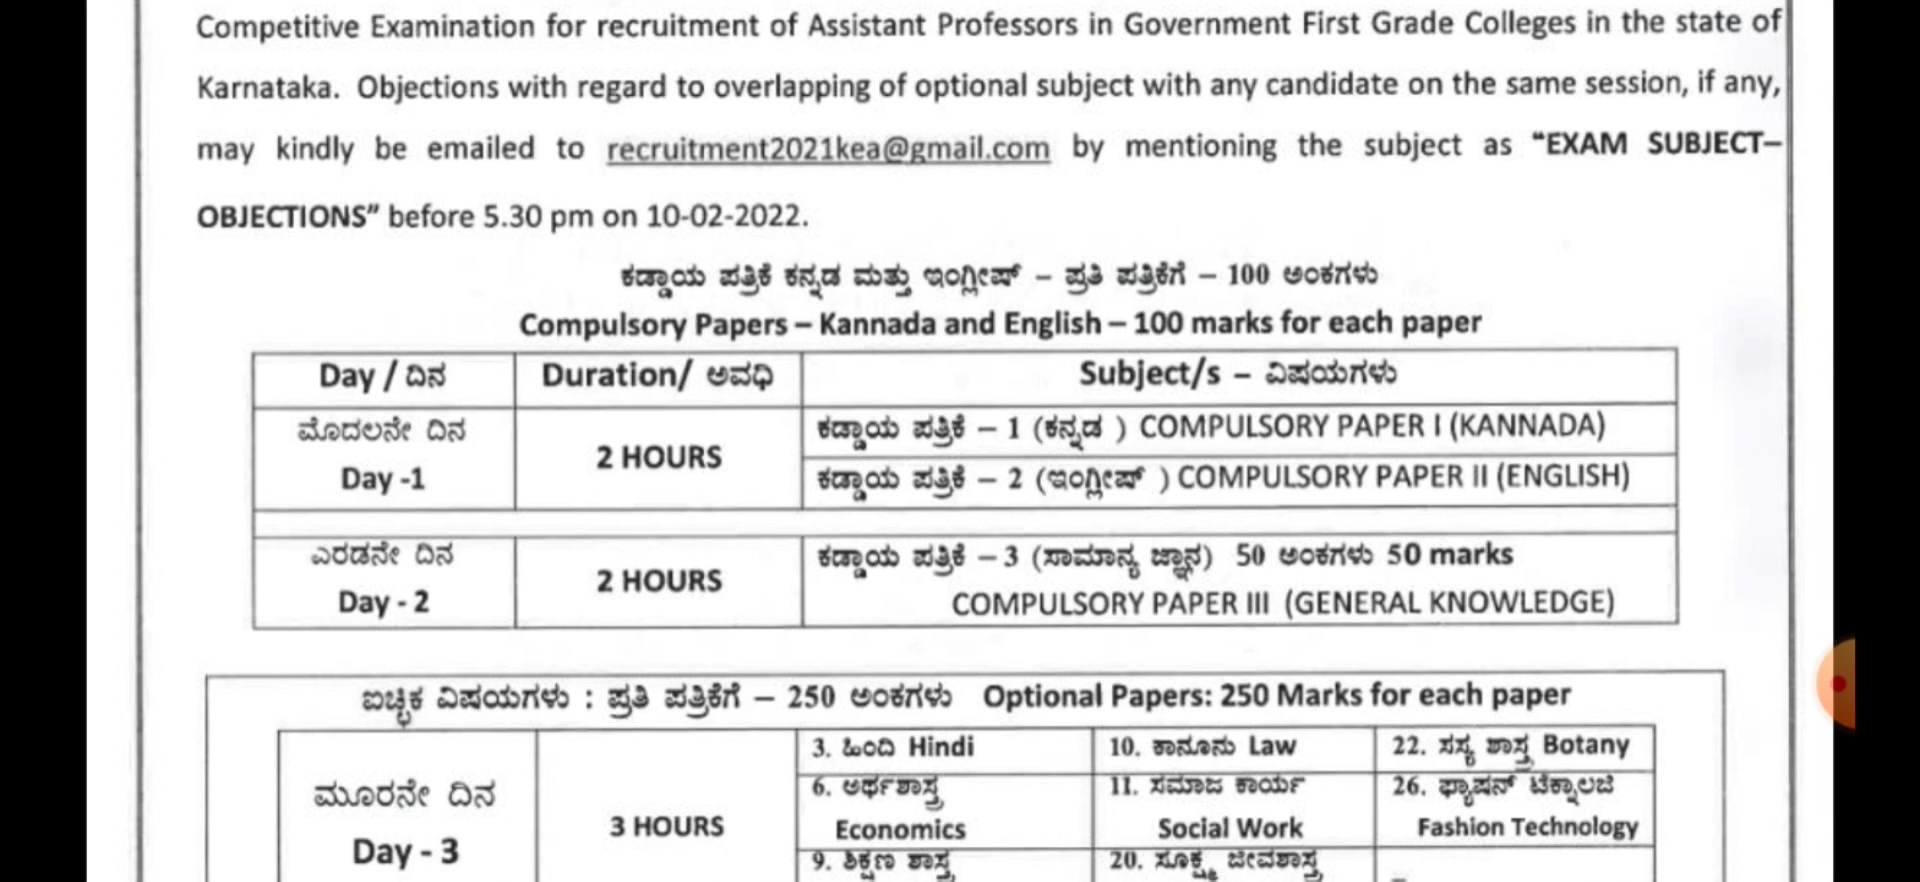 Competitive Examination for recruitment of Assistant Professors in Government First Grade Colleges in the state of
Karnataka. Objections with regard to overlapping of optional subject with any candidate on the same session, if any,
may kindly be emailed to recruitment2021kea@gmail.com by mentioning the subject as “EXAM SUBJECT–
OBJECTIONS” before 5.30 pm on 10-02-2022.
ಕಡ್ಡಾಯ ಪತ್ರಿಕೆ ಕನ್ನಡ ಮತ್ತು ಇಂಗ್ಲೀಷ್ – ಪ್ರತಿ ಪತ್ರಿಕೆಗೆ – 100 ಅಂಕಗಳು
Compulsory Papers – Kannada and English – 100 marks for each paper
Day / ದಿನ Duration/ ಅವಧಿ Subject/s – ವಿಷಯಗಳು
ಮೊದಲನೇ ದಿನ
Day -1
2 HOURS
ಕಡ್ಡಾಯ ಪತ್ರಿಕೆ – 1 (ಕನ್ನಡ ) COMPULSORY PAPER I (KANNADA)
ಕಡ್ಡಾಯ ಪತ್ರಿಕೆ – 2 (ಇಂಗ್ಲೀಷ್ ) COMPULSORY PAPER II (ENGLISH)
ಎರಡನೇ ದಿನ
Day - 2
2 HOURS
ಕಡ್ಡಾಯ ಪತ್ರಿಕೆ – 3 (ಸಾಮಾನ್ಯ ಜ್ಞಾನ) 50 ಅಂಕಗಳು 50 marks
COMPULSORY PAPER III (GENERAL KNOWLEDGE)
ಐಚ್ಛಿಕ ವಿಷಯಗಳು : ಪ್ರತಿ ಪತ್ರಿಕೆಗೆ – 250 ಅಂಕಗಳು Optional Papers: 250 Marks for each paper
ಮೂರನೇ ದಿನ
Day - 3
3 HOURS
3. ಹಿಂದಿ Hindi 10. ಕಾನೂನು Law 22. ಸಸ್ಯ ಶಾಸ್ತ್ರ Botany
6. ಅರ್ಥಶಾಸ್ತ್ರ 11. ಸಮಾಜ ಕಾರ್ಯ 26. ಫ್ಯಾಷನ್ ಟೆಕ್ನಾಲಜಿ
Economics Social Work Fashion Technology
9. ಶಿಕ್ಷಣ ಶಾಸ್ತ್ರ 20. ಸೂಕ್ಷ್ಮ ಜೀವಶಾಸ್ತ್ರ